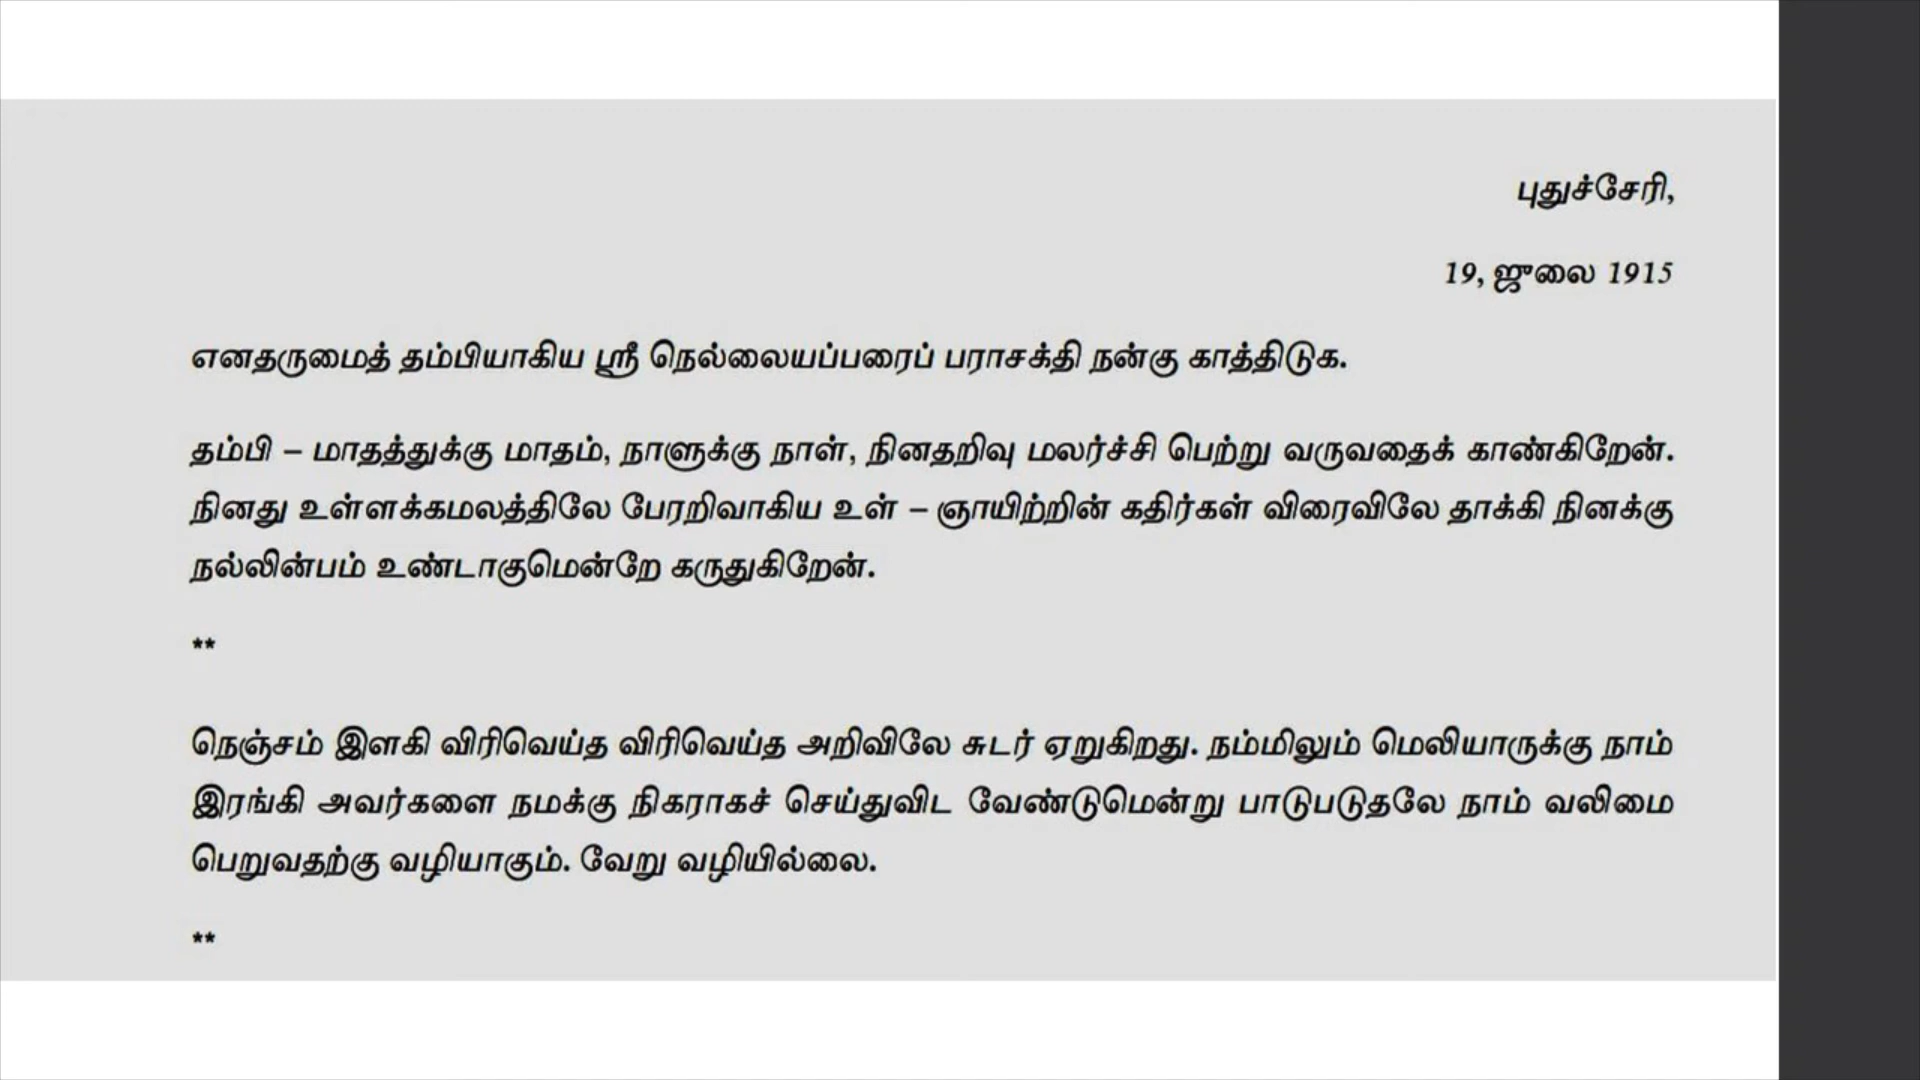 புதுச்சேரி,
19, ஜுலை 1915
எனதருமைத் தம்பியாகிய ஸ்ரீ நெல்லையப்பரைப் பராசக்தி நன்கு காத்திடுக.
தம்பி – மாதத்துக்கு மாதம், நாளுக்கு நாள், நினதறிவு மலர்ச்சி பெற்று வருவதைக் காண்கிறேன்.
நினது உள்ளக்கமலத்திலே பேரறிவாகிய உள் – ஞாயிற்றின் கதிர்கள் விரைவிலே தாக்கி நினக்கு
நல்லின்பம் உண்டாகுமென்றே கருதுகிறேன்.
**
நெஞ்சம் இளகி விரிவெய்த விரிவெய்த அறிவிலே சுடர் ஏறுகிறது. நம்மிலும் மெலியாருக்கு நாம்
இரங்கி அவர்களை நமக்கு நிகராகச் செய்துவிட வேண்டுமென்று பாடுபடுதலே நாம் வலிமை
பெறுவதற்கு வழியாகும். வேறு வழியில்லை.
**